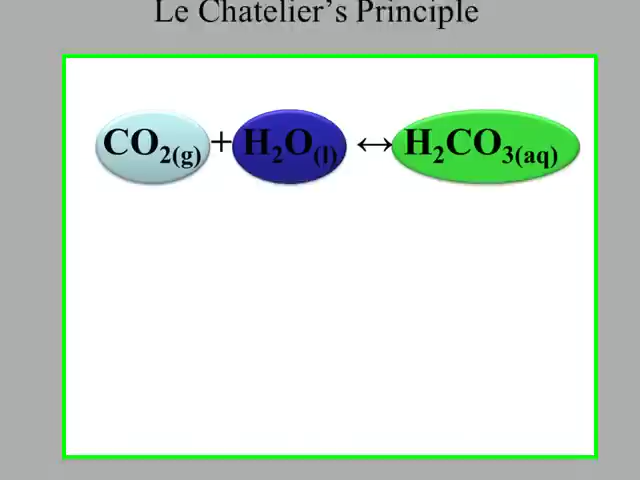 Le Chatelier’s Principle
CO2(g) + H2O(l) ↔ H2CO3(aq)